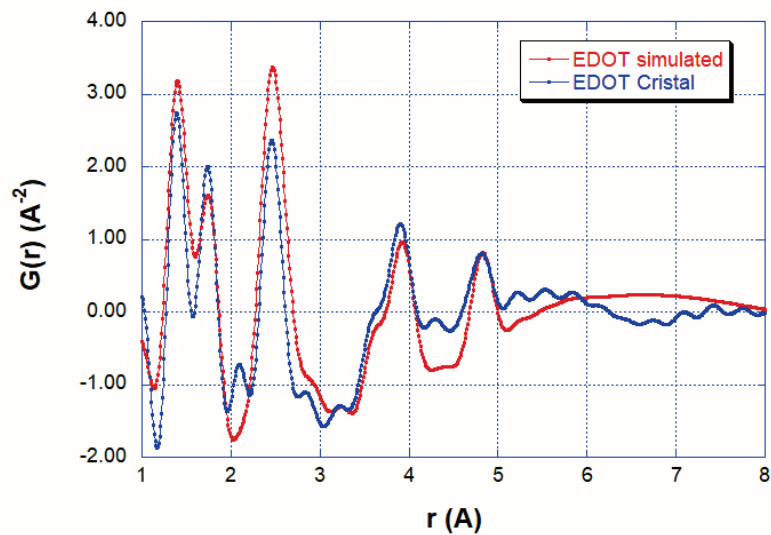 4.00
EDOT simulated
EDOT Cristal
3.00
2.00
G(r) (A⁻²)
1.00
0.00
-1.00
-2.00
1 2 3 4 5 6 7 8
r (A)